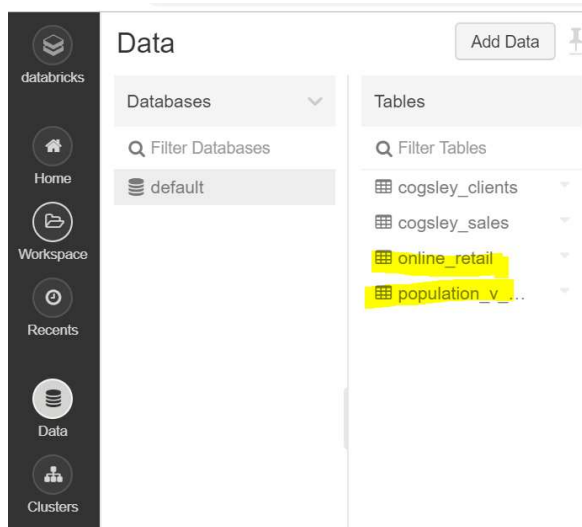 databricks
Home
Workspace
Recents
Data
Clusters
Data
Add Data
Databases
Filter Databases
default
Tables
Filter Tables
cogsley_clients
cogsley_sales
online_retail
population_v_...